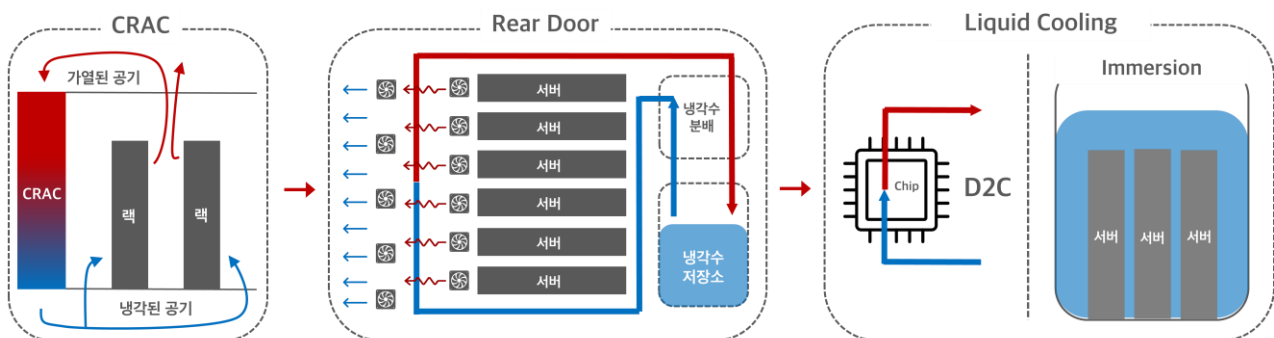 CRAC
가열된 공기
CRAC
랙
랙
냉각된 공기
Rear Door
서버
서버
서버
서버
서버
서버
냉각수
분배
냉각수
저장소
Liquid Cooling
Chip
D2C
Immersion
서버
서버
서버